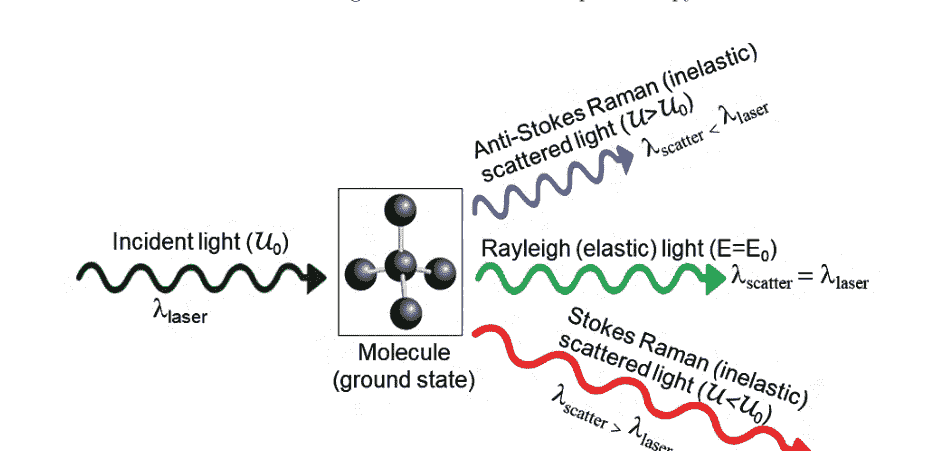 Anti-Stokes Raman (inelastic)
scattered light (𝒰>𝒰₀)
λscatter < λlaser
Incident light (𝒰₀)
λlaser
Rayleigh (elastic) light (E=E₀)
λscatter = λlaser
Molecule
(ground state)
Stokes Raman (inelastic)
scattered light (𝒰<𝒰₀)
λscatter > λlaser